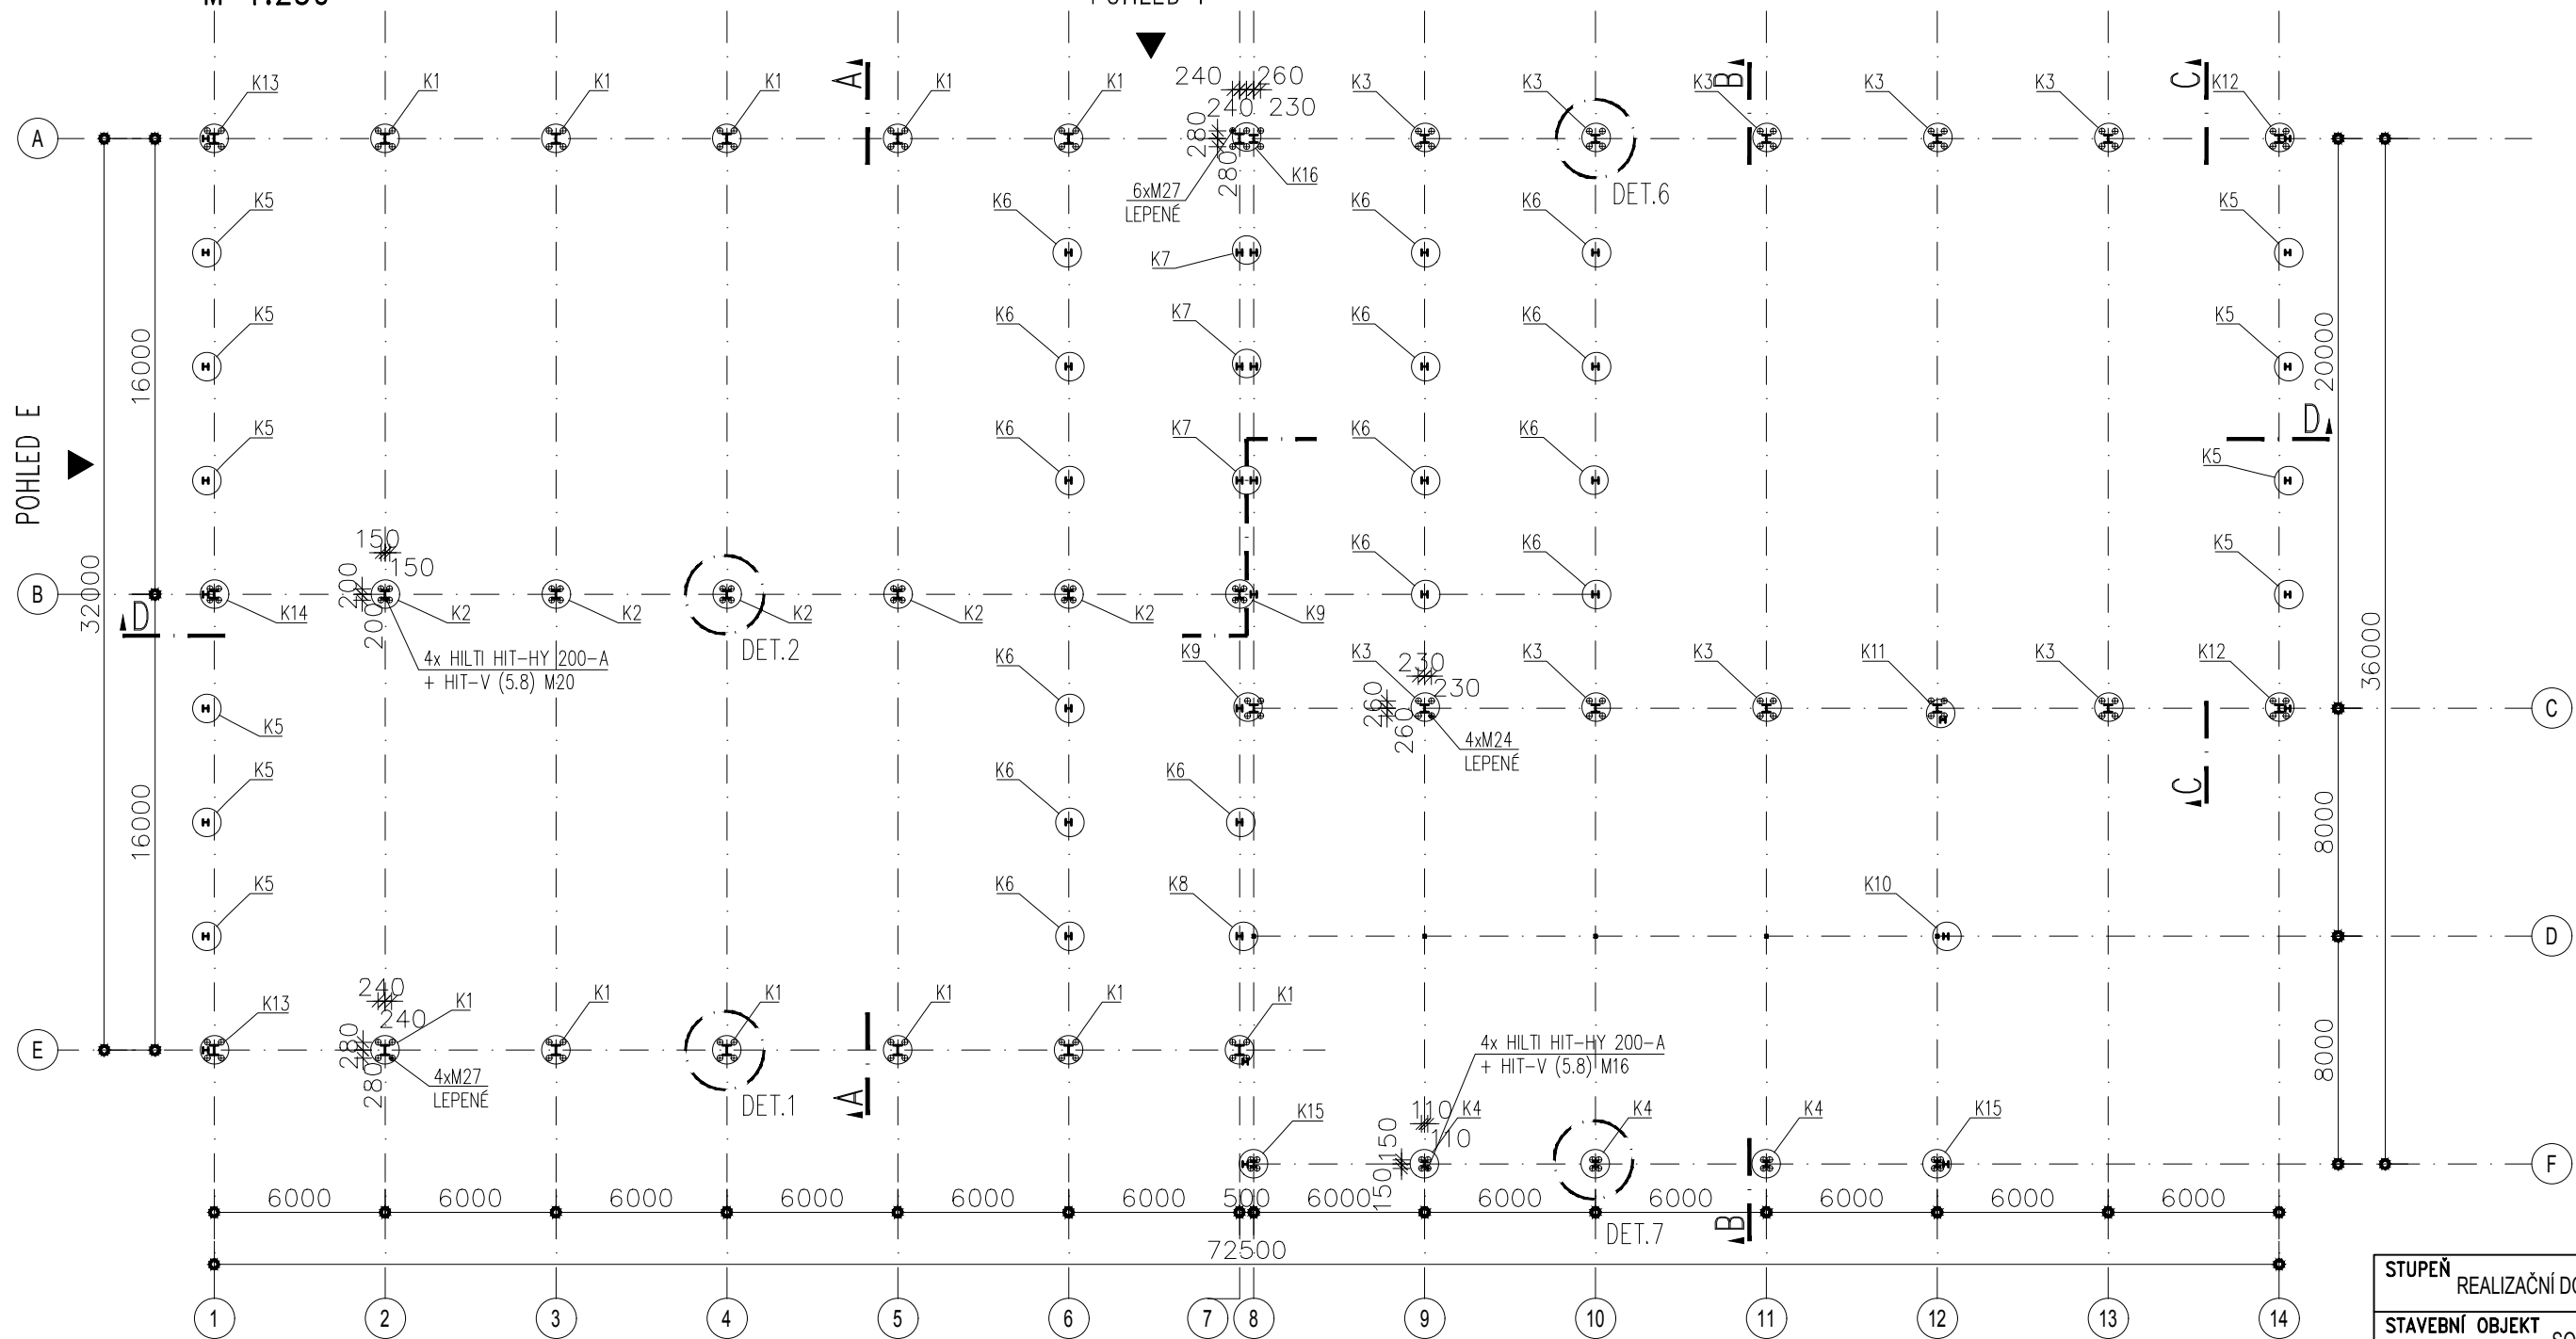 K13 K1 K1 K1 A K1 K1 240 260 K3 K3 K3 B K3 K3 C K12
240 230
A 280 280 K16
6xM27
LEPENÉ
DET.6
K5 K6 K6 K6 K5
K7
K5 K6 K7 K6 K6 K5
16000 20000
POHLED E
K5 K6 K7 K6 K6 D K5
150
150
K6 K6 K5
B 32000 200 200
D K14 K2 K2 K2 K2 K2 K9
DET.2
4x HILTI HIT-HY 200-A
+ HIT-V (5.8) M20
K6 K9 K3 230 K3 K3 K11 K3 K12
230
36000
K5 260 260 C
4xM24
LEPENÉ
K5 K6 K6 C
16000 8000
K5 K6 K8 K10
D
240
K13 K1 K1 K1 K1 K1 K1
240
E 280 280
4xM27
LEPENÉ
4x HILTI HIT-HY 200-A
+ HIT-V (5.8) M16
8000
DET.1 A
K15 110 K4 K4 K4 K15
110
150 150 F
6000 6000 6000 6000 6000 6000 500 6000 6000 6000 6000 6000 6000
B
DET.7
72500
STUPEŇ
REALIZAČNÍ
STAVEBNÍ OBJEKT
1 2 3 4 5 6 7 8 9 10 11 12 13 14